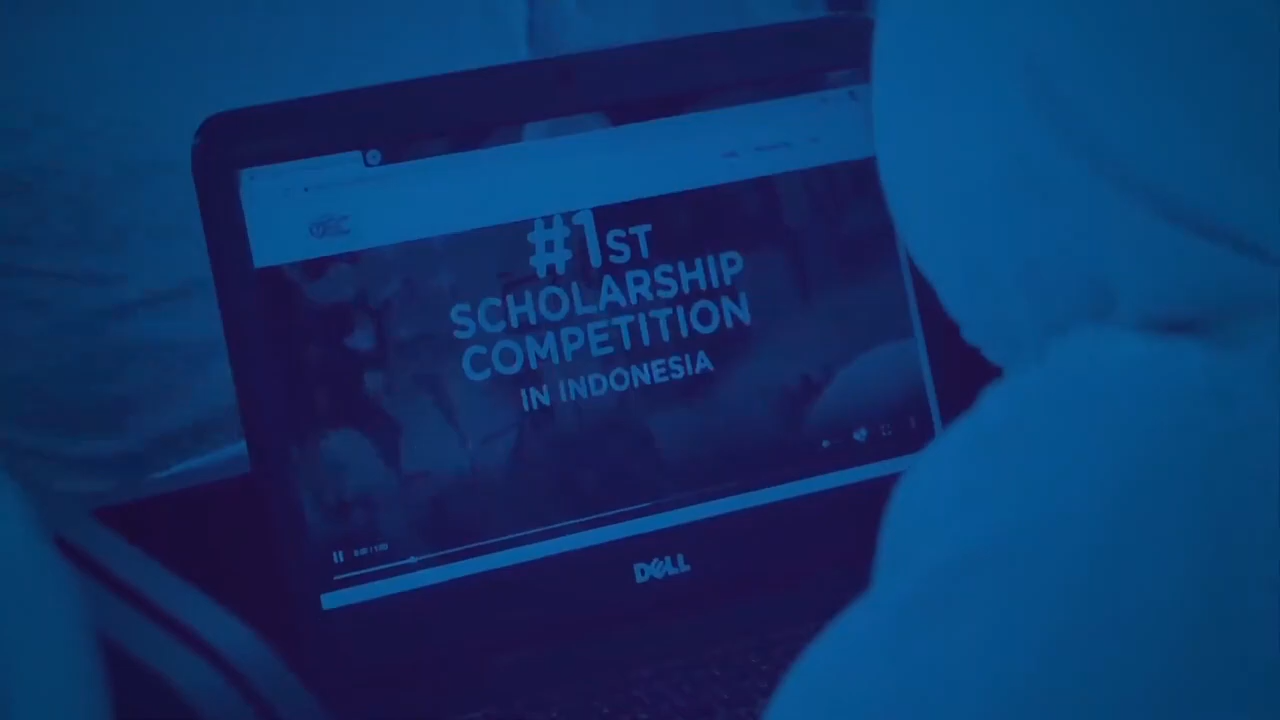 #1ST
SCHOLARSHIP
COMPETITION
IN INDONESIA
DELL